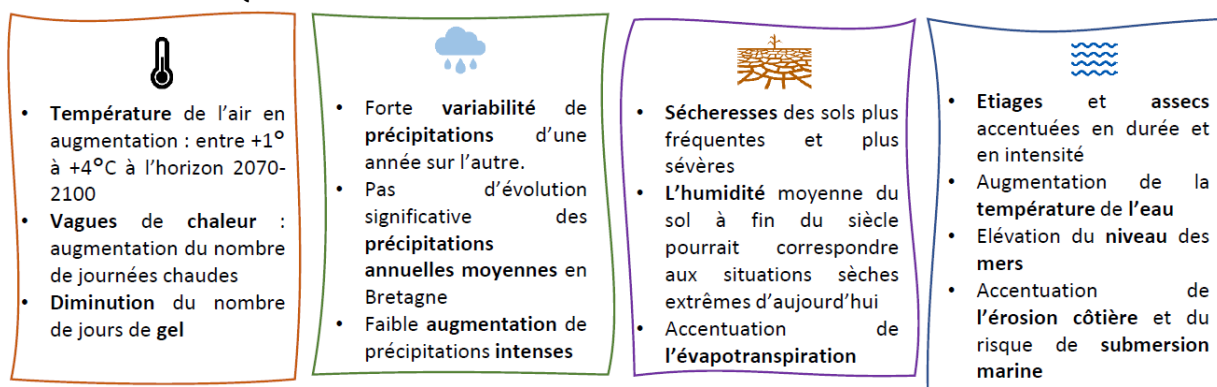 • Température de l'air en
augmentation : entre +1°
à +4°C à l'horizon 2070-
2100
• Vagues de chaleur :
augmentation du nombre
de journées chaudes
• Diminution du nombre
de jours de gel
• Forte variabilité de
précipitations d'une
année sur l'autre.
• Pas d'évolution
significative des
précipitations
annuelles moyennes en
Bretagne
• Faible augmentation de
précipitations intenses
• Sécheresses des sols plus
fréquentes et plus
sévères
• L'humidité moyenne du
sol à fin du siècle
pourrait correspondre
aux situations sèches
extrêmes d'aujourd'hui
• Accentuation de
l'évapotranspiration
• Etiages et assecs
accentuées en durée et
en intensité
• Augmentation de la
température de l'eau
• Elévation du niveau des
mers
• Accentuation de
l'érosion côtière et du
risque de submersion
marine